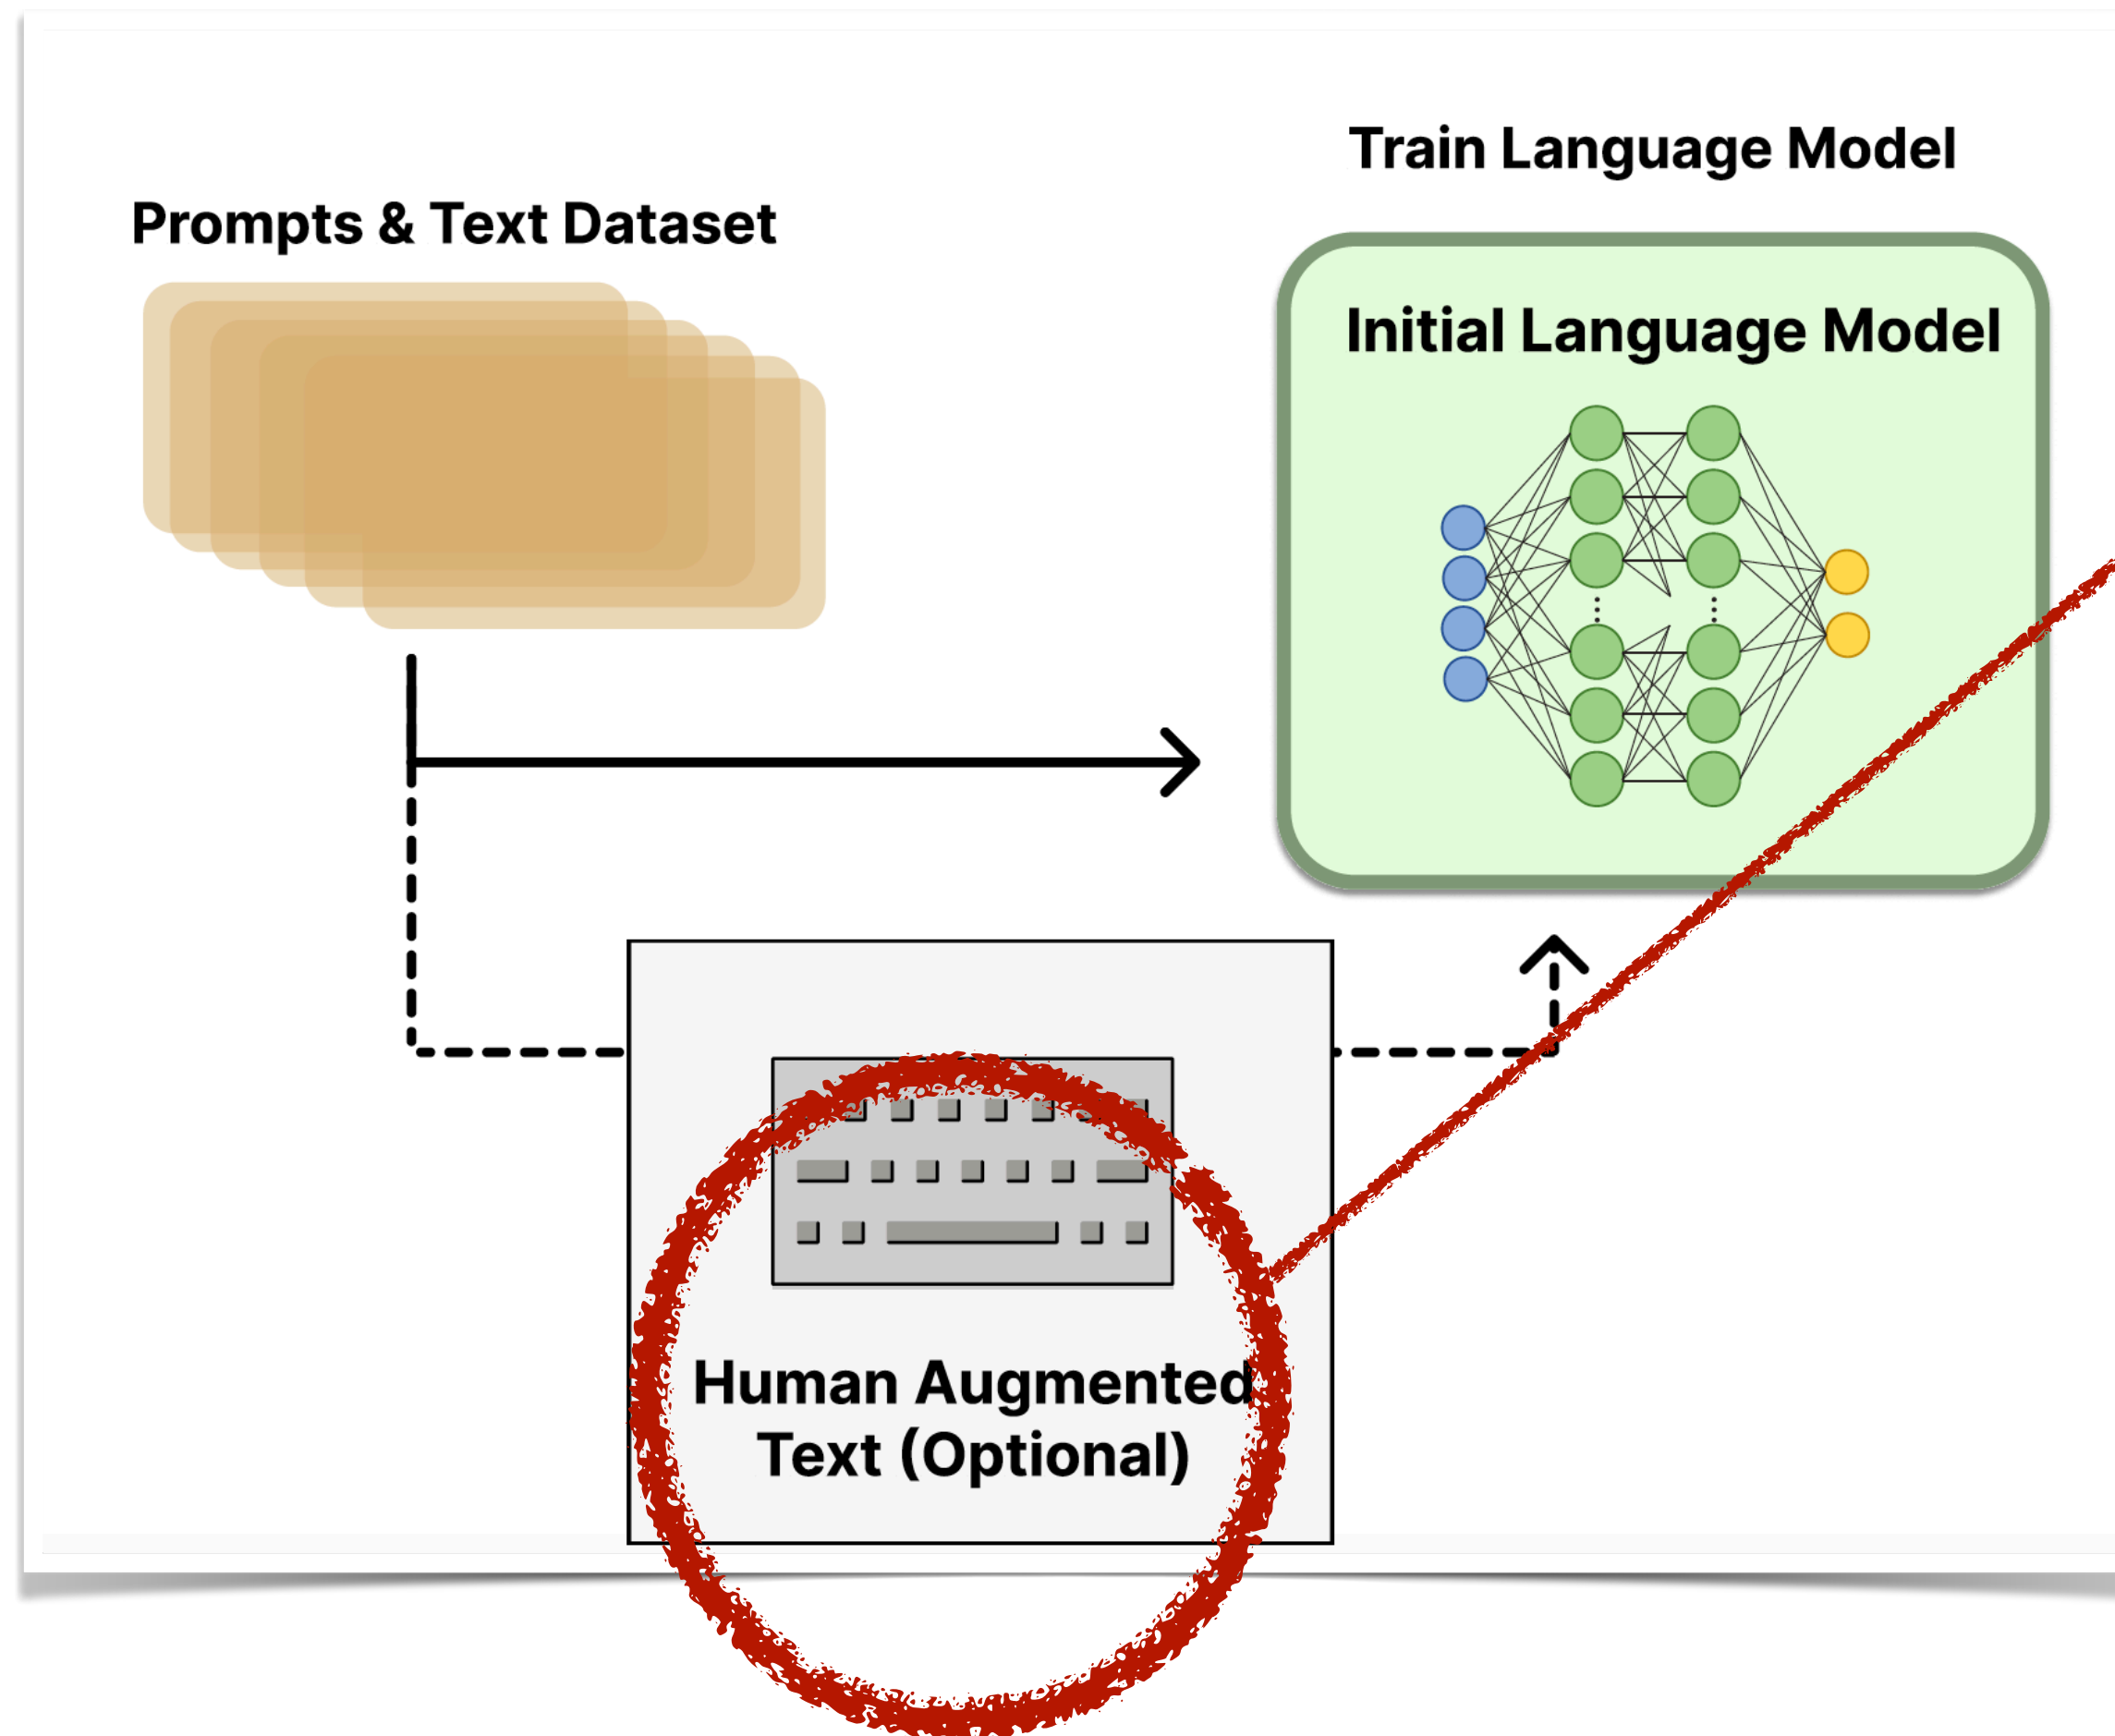 Train Language Model
Prompts & Text Dataset
Initial Language Model
Human Augmented
Text (Optional)